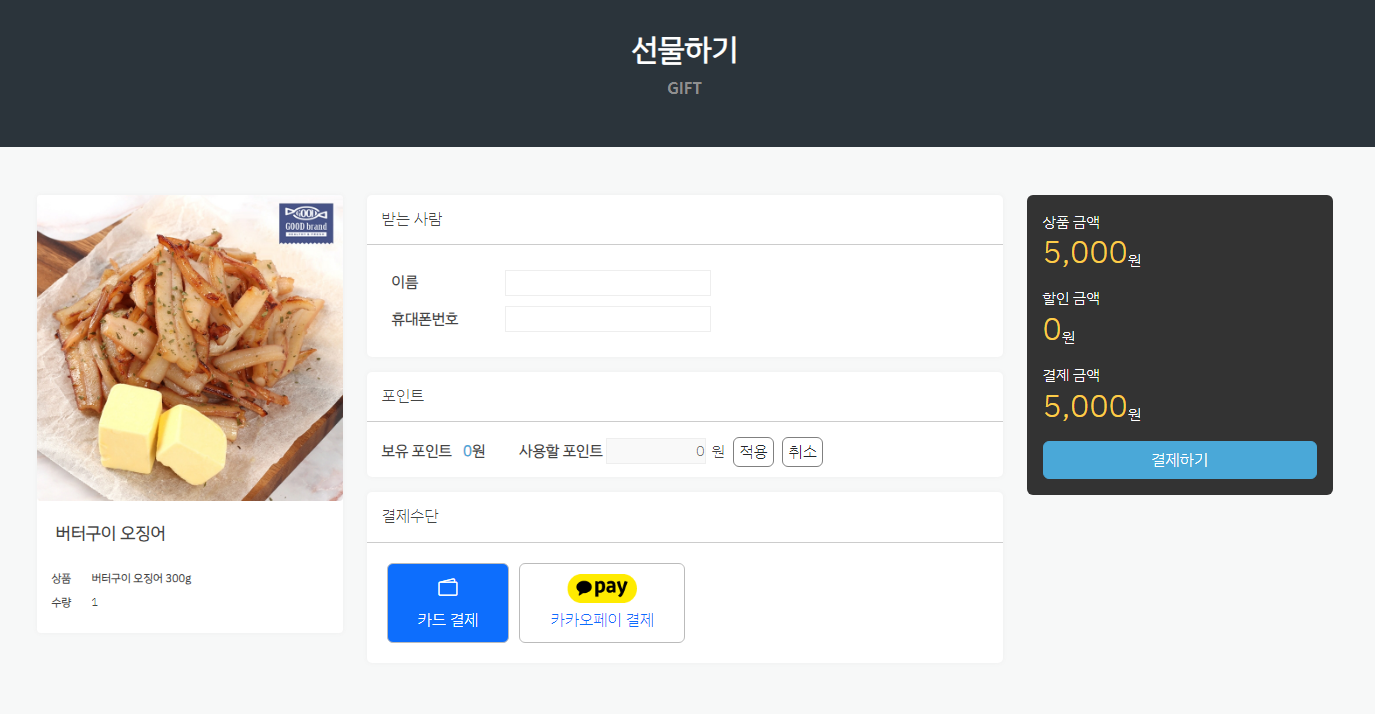 선물하기
GIFT
GOOD
GOOD brand
버터구이 오징어
상품 버터구이 오징어 300g
수량 1
받는 사람
이름
휴대폰번호
포인트
보유 포인트 0원 사용할 포인트 0 원 적용 취소
결제수단
카드 결제
pay
카카오페이 결제
상품 금액
5,000원
할인 금액
0원
결제 금액
5,000원
결제하기